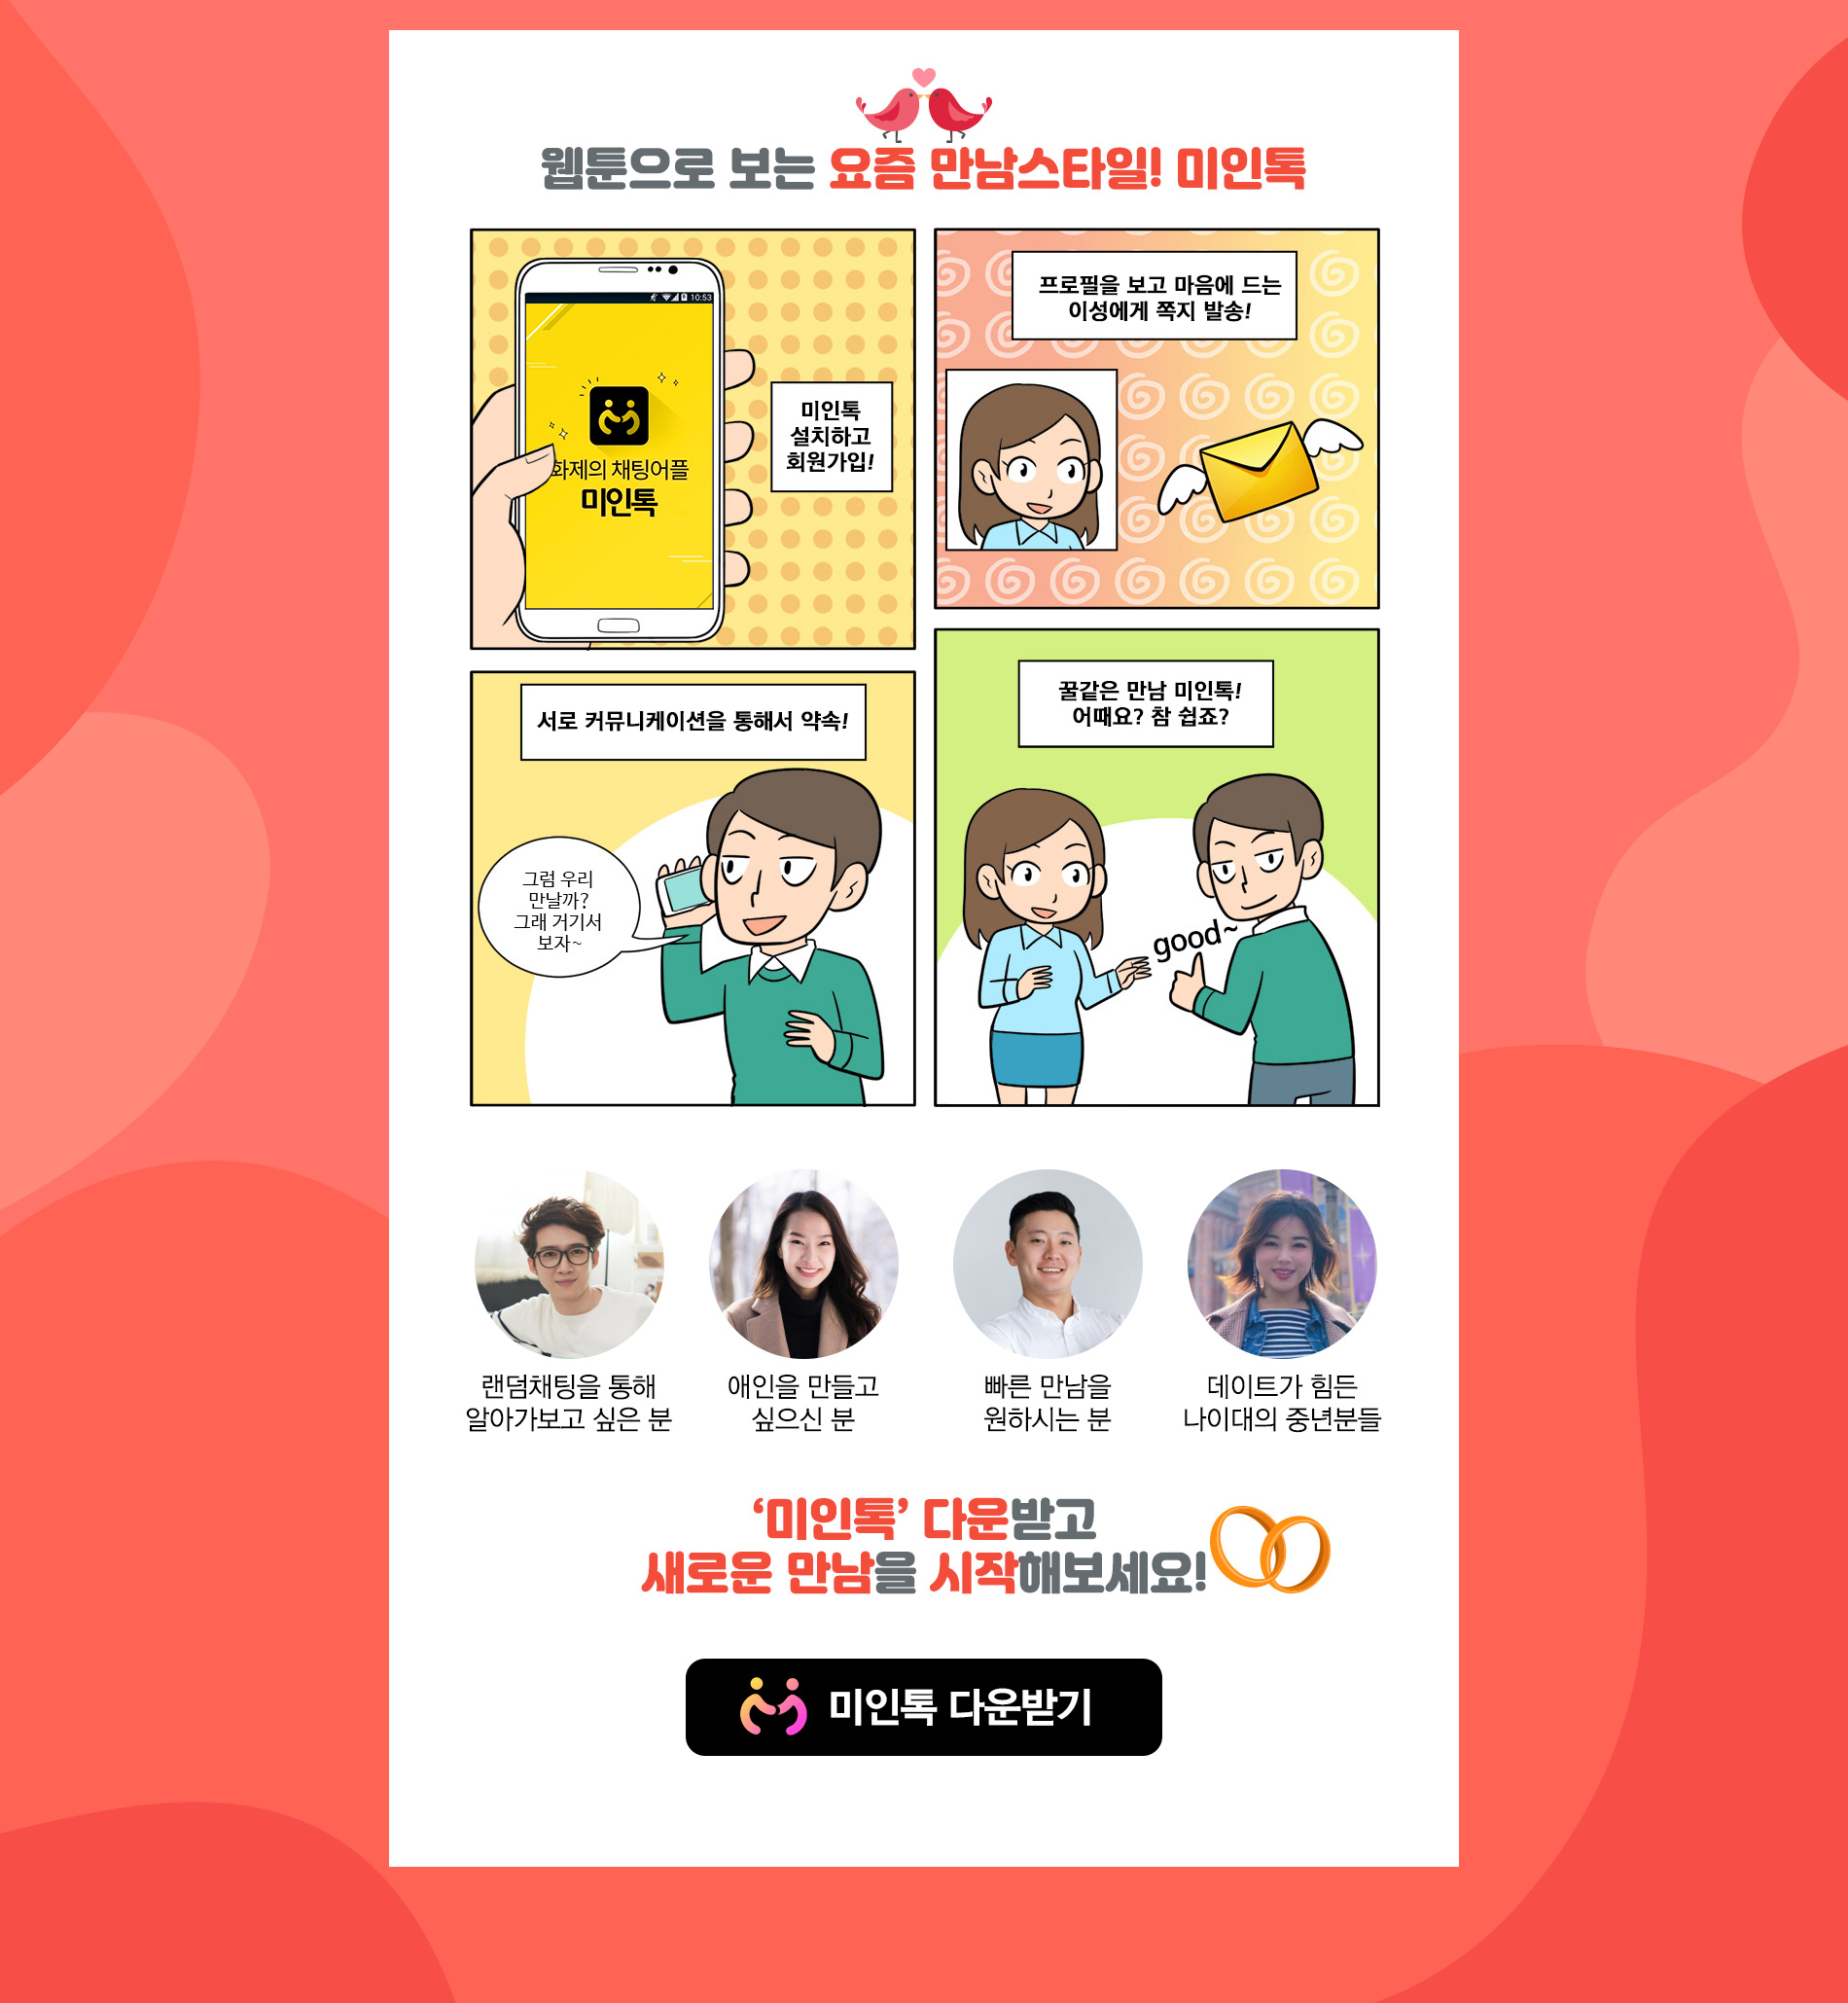 웹툰으로 보는 요즘 만남스타일! 미인톡
10:53
화제의 채팅어플
미인톡
미인톡
설치하고
회원가입!
프로필을 보고 마음에 드는
이성에게 쪽지 발송!
서로 커뮤니케이션을 통해서 약속!
그럼 우리
만날까?
그래 거기서
보자~
꿀같은 만남 미인톡!
어때요? 참 쉽죠?
good~
랜덤채팅을 통해
알아가보고 싶은 분
애인을 만들고
싶으신 분
빠른 만남을
원하시는 분
데이트가 힘든
나이대의 중년분들
‘미인톡’ 다운받고
새로운 만남을 시작해보세요!
미인톡 다운받기